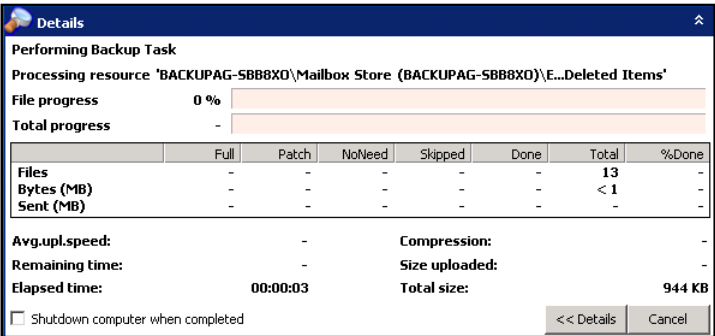 Details
Performing Backup Task
Processing resource 'BACKUPAG-SBB8XO\Mailbox Store (BACKUPAG-SBB8XO)\E...Deleted Items'
File progress 0 %
Total progress -
Full Patch NoNeed Skipped Done Total %Done
Files - - - - - 13 -
Bytes (MB) - - - - - < 1 -
Sent (MB) - - - - - - -
Avg.upl.speed: - Compression: -
Remaining time: - Size uploaded: -
Elapsed time: 00:00:03 Total size: 944 KB
Shutdown computer when completed << Details Cancel